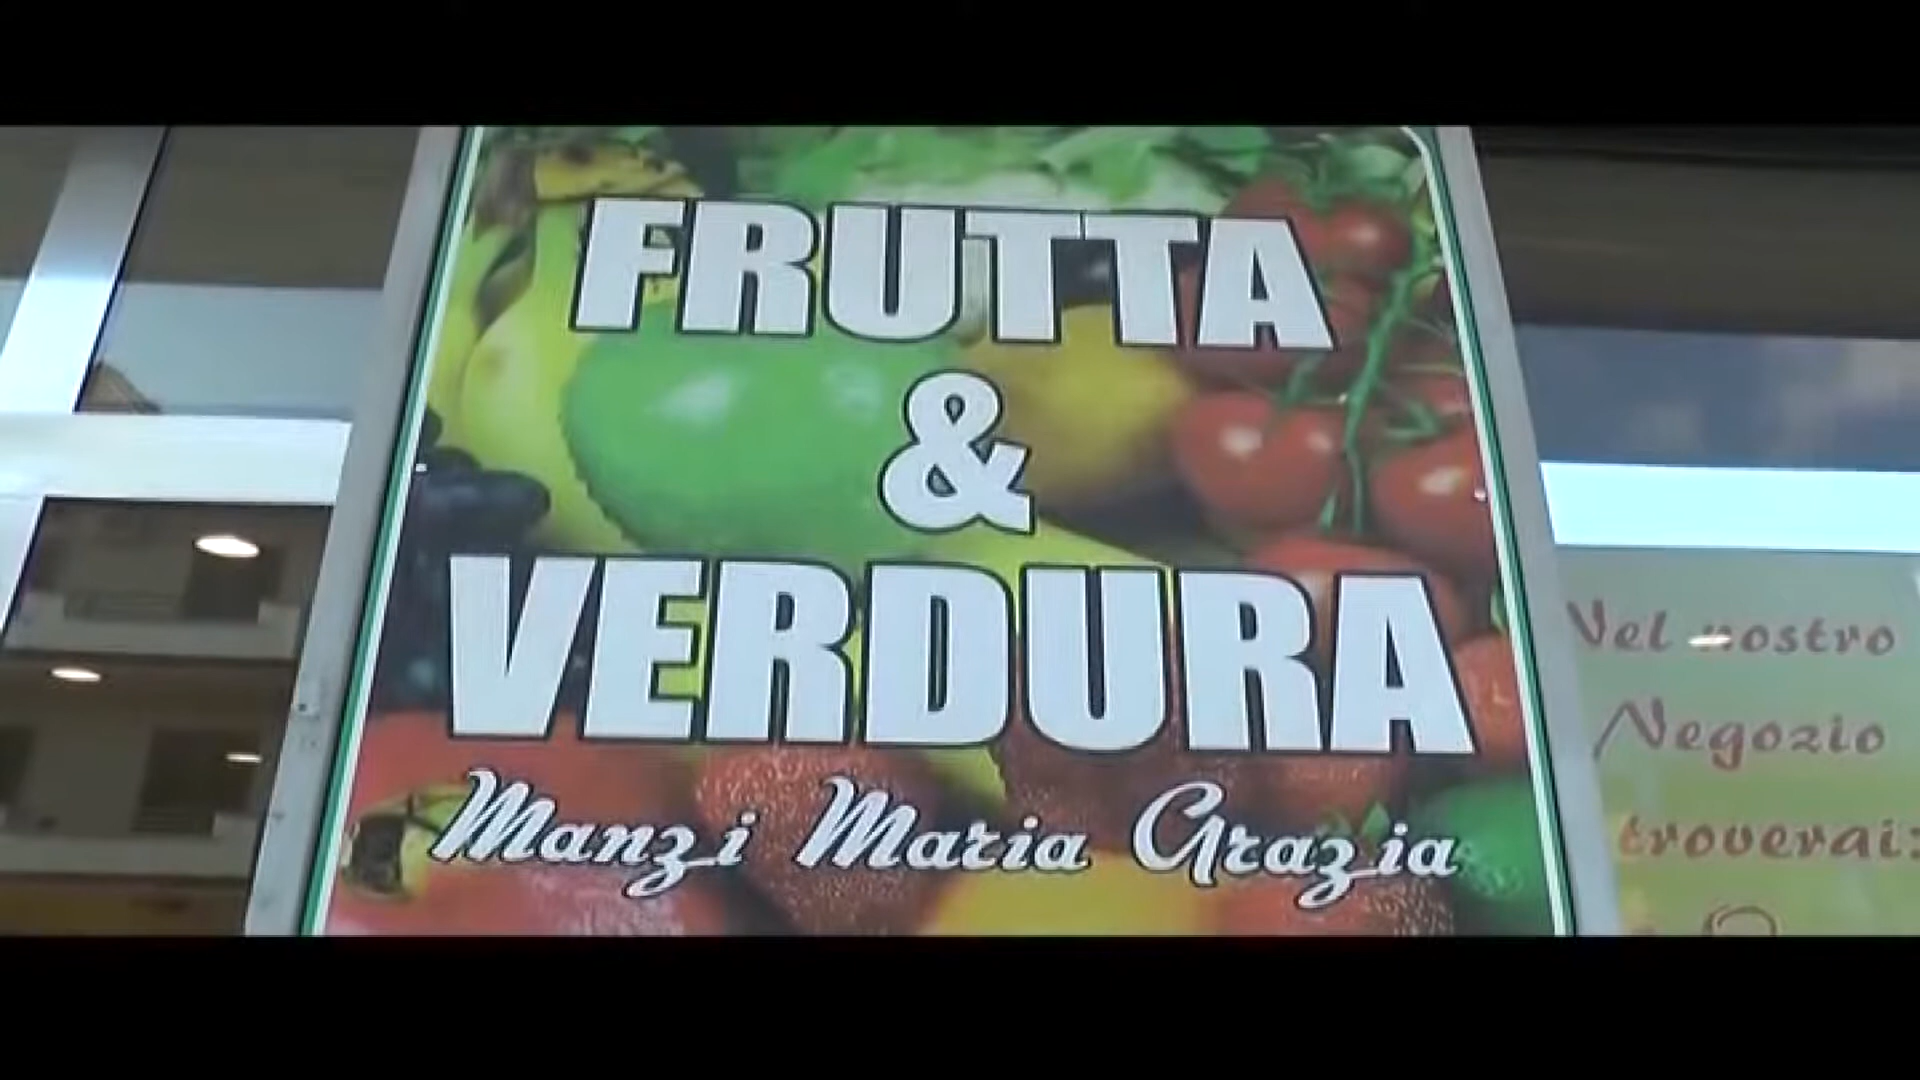 FRUTTA
&
VERDURA
Manzi Maria Grazia
Nel nostro
Negozio
troverai: